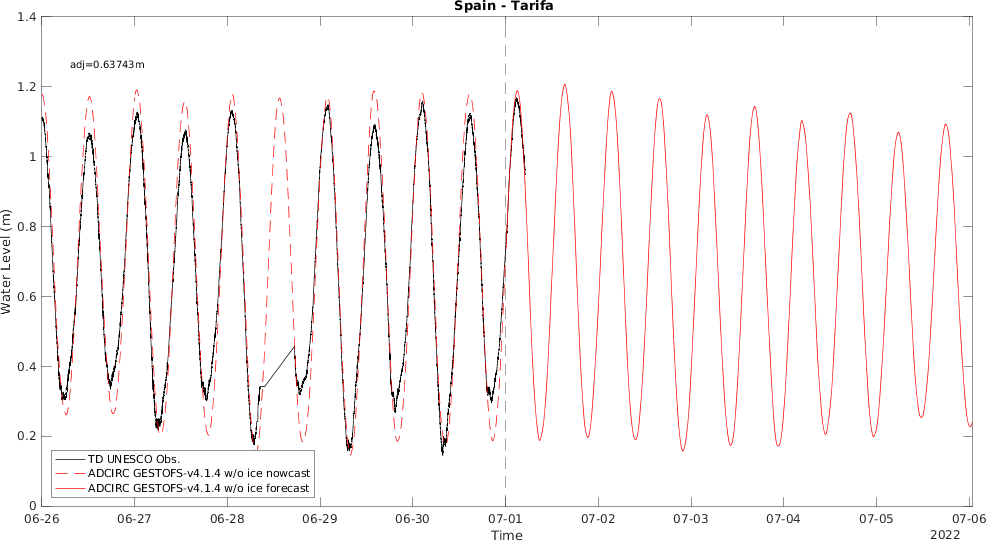 Spain - Tarifa
adj=0.63743m
Water Level (m)
1.4
1.2
1
0.8
0.6
0.4
0.2
0
TD UNESCO Obs.
ADCIRC GESTOFS-v4.1.4 w/o ice nowcast
ADCIRC GESTOFS-v4.1.4 w/o ice forecast
06-26 06-27 06-28 06-29 06-30 07-01 07-02 07-03 07-04 07-05 07-06
Time
2022